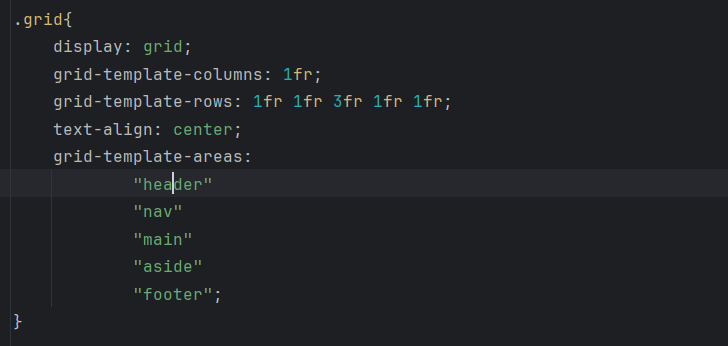 .grid{
    display: grid;
    grid-template-columns: 1fr;
    grid-template-rows: 1fr 1fr 3fr 1fr 1fr;
    text-align: center;
    grid-template-areas:
            "header"
            "nav"
            "main"
            "aside"
            "footer";
}